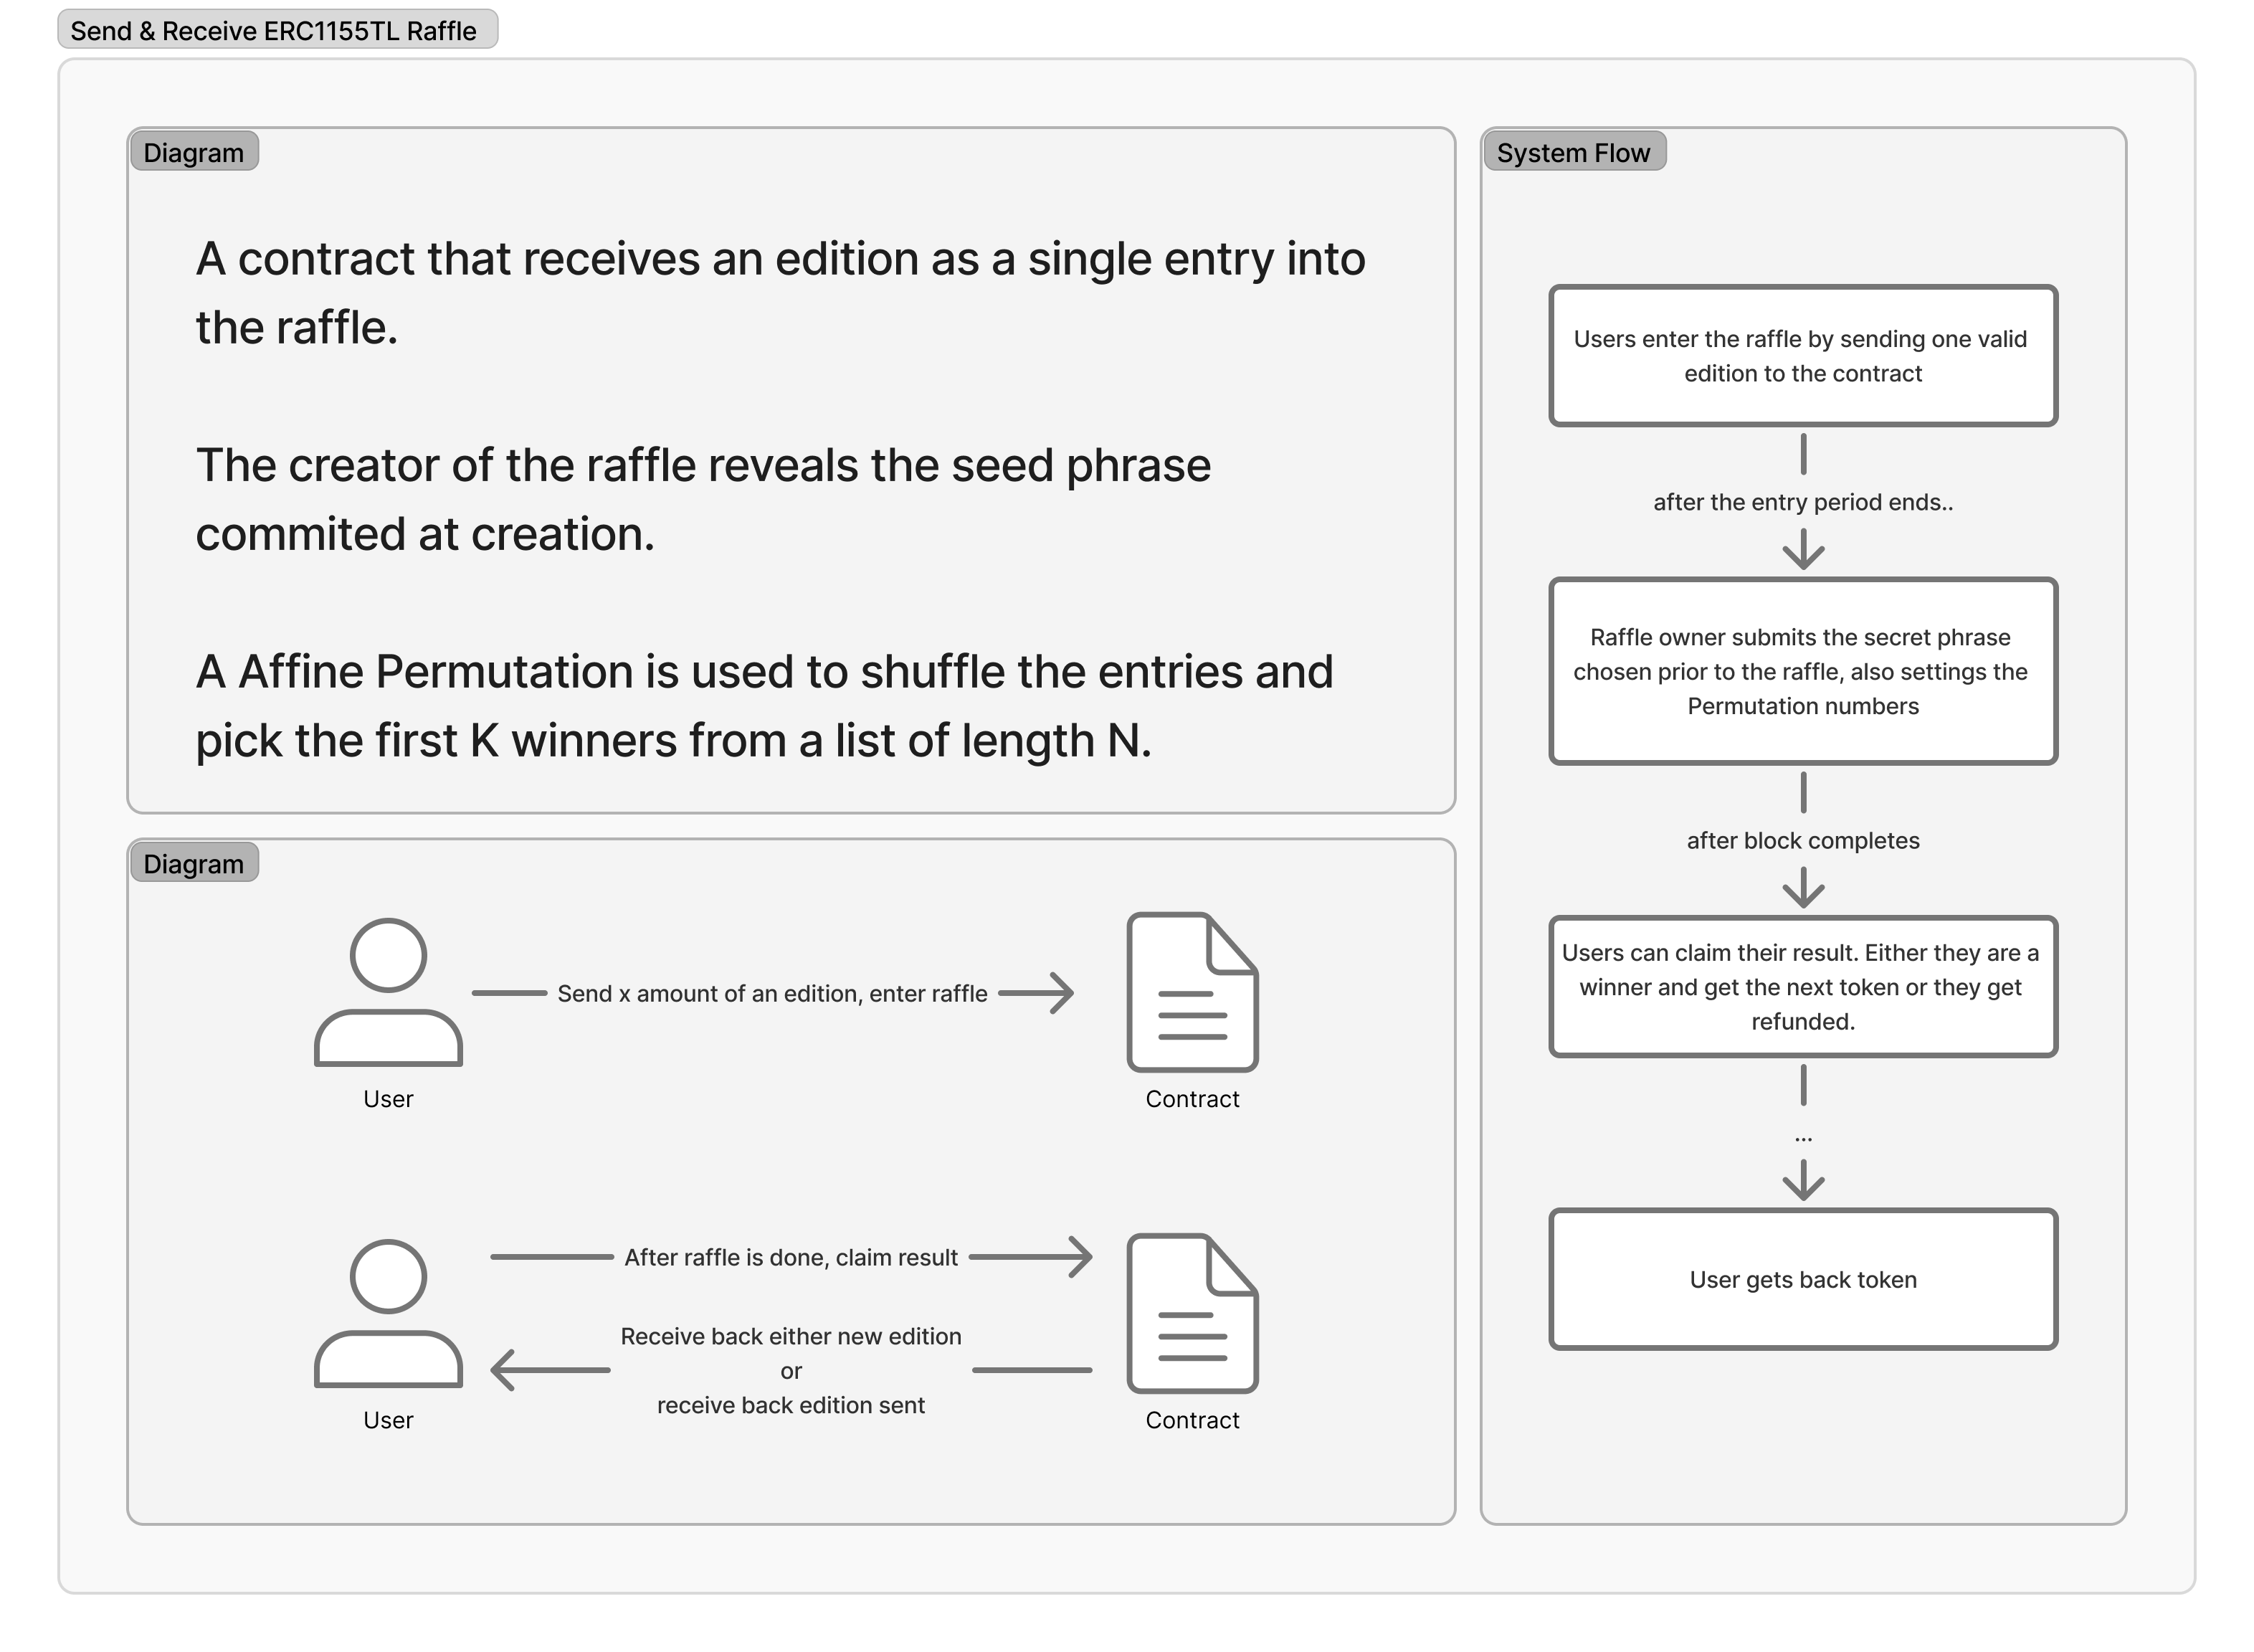 Send & Receive ERC1155TL Raffle
Diagram
A contract that receives an edition as a single entry into
the raffle.
The creator of the raffle reveals the seed phrase
commited at creation.
A Affine Permutation is used to shuffle the entries and
pick the first K winners from a list of length N.
Diagram
Send x amount of an edition, enter raffle
User
Contract
After raffle is done, claim result
Receive back either new edition
or
receive back edition sent
User
Contract
System Flow
Users enter the raffle by sending one valid
edition to the contract
after the entry period ends..
Raffle owner submits the secret phrase
chosen prior to the raffle, also settings the
Permutation numbers
after block completes
Users can claim their result. Either they are a
winner and get the next token or they get
refunded.
...
User gets back token